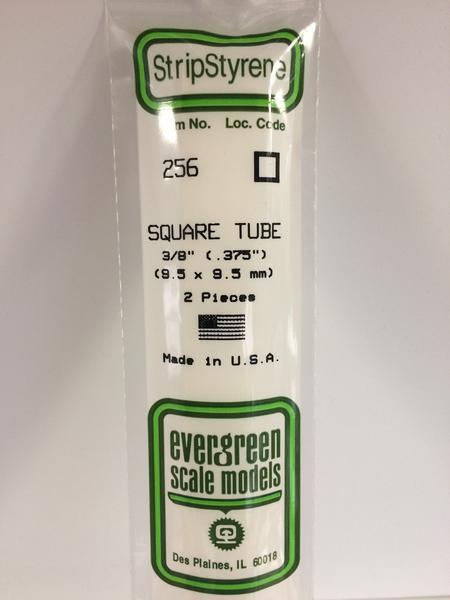 StripStyrene
m No. Loc. Code
256
SQUARE TUBE
3/8" (.375")
(9.5 x 9.5 mm)
2 Pieces
Made in U.S.A.
evergreen
scale models
Des Plaines, IL 60018